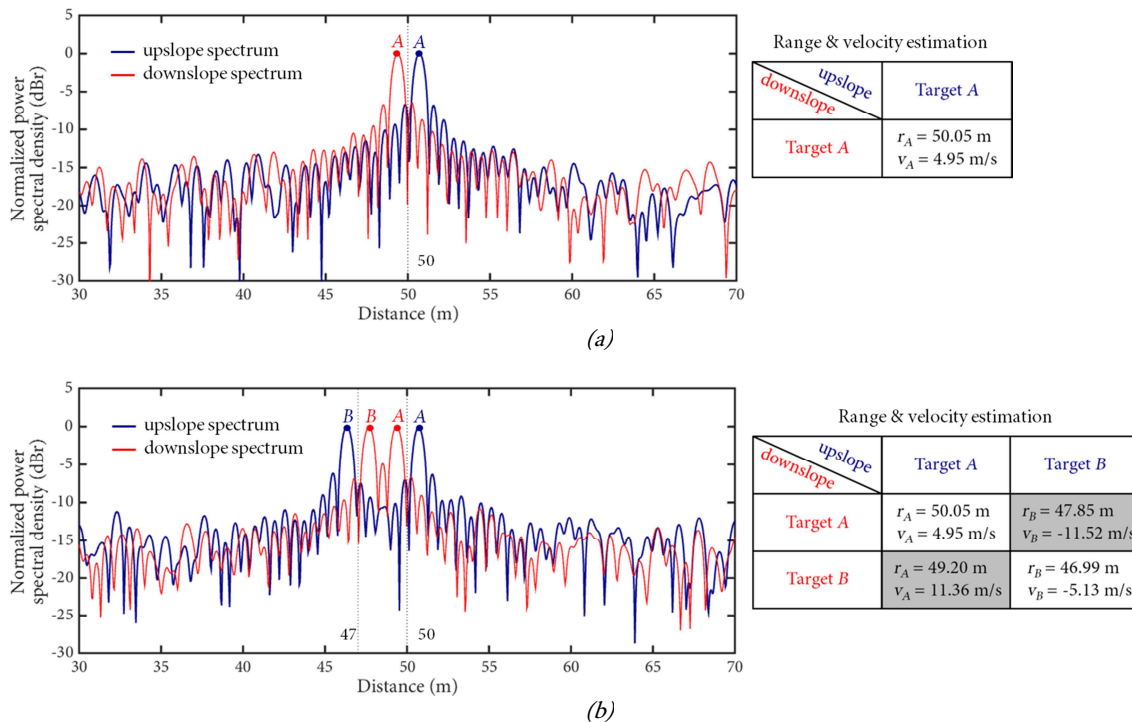 A A
upslope spectrum
downslope spectrum
Normalized power
spectral density (dBr)
5
0
-5
-10
-15
-20
-25
-30
50
30 35 40 45 50 55 60 65 70
Distance (m)
Range & velocity estimation
upslope
downslope
Target A
Target A
r_A = 50.05 m
v_A = 4.95 m/s
(a)
B B A A
upslope spectrum
downslope spectrum
Normalized power
spectral density (dBr)
5
0
-5
-10
-15
-20
-25
-30
47 50
30 35 40 45 50 55 60 65 70
Distance (m)
Range & velocity estimation
upslope
downslope
Target A Target B
Target A
r_A = 50.05 m r_B = 47.85 m
v_A = 4.95 m/s v_B = -11.52 m/s
Target B
r_A = 49.20 m r_B = 46.99 m
v_A = 11.36 m/s v_B = -5.13 m/s
(b)